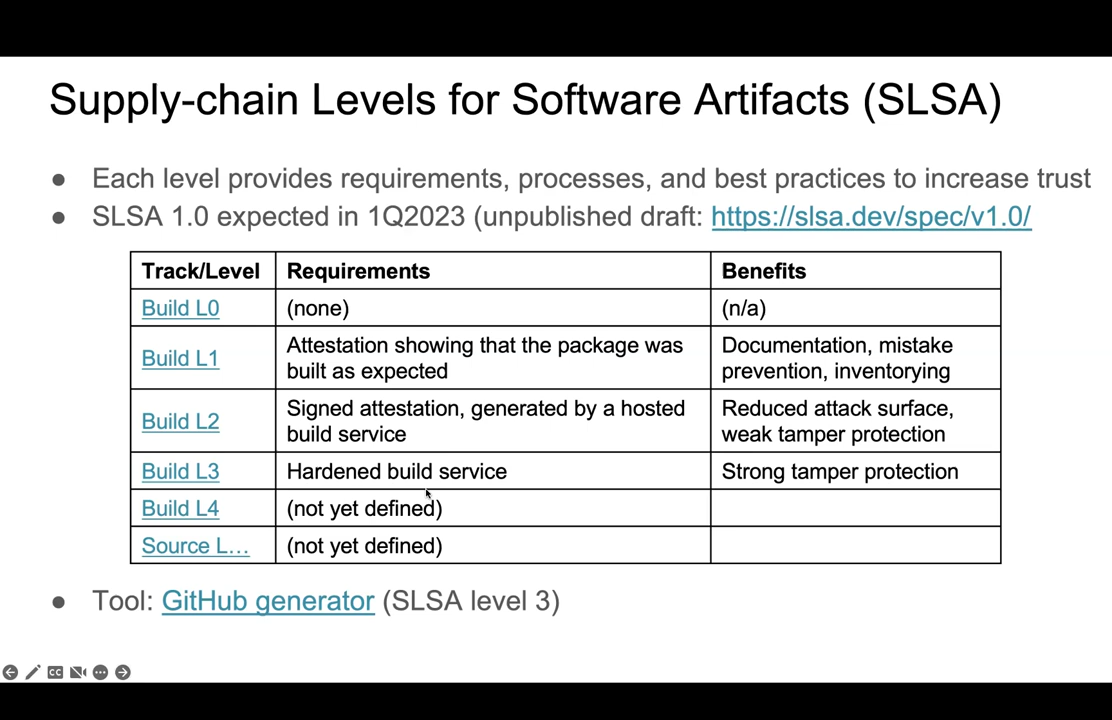 Supply-chain Levels for Software Artifacts (SLSA)
● Each level provides requirements, processes, and best practices to increase trust
● SLSA 1.0 expected in 1Q2023 (unpublished draft: https://slsa.dev/spec/v1.0/
Track/Level Requirements Benefits
Build L0 (none) (n/a)
Build L1 Attestation showing that the package was built as expected Documentation, mistake prevention, inventorying
Build L2 Signed attestation, generated by a hosted build service Reduced attack surface, weak tamper protection
Build L3 Hardened build service Strong tamper protection
Build L4 (not yet defined)
Source L… (not yet defined)
● Tool: GitHub generator (SLSA level 3)
CC